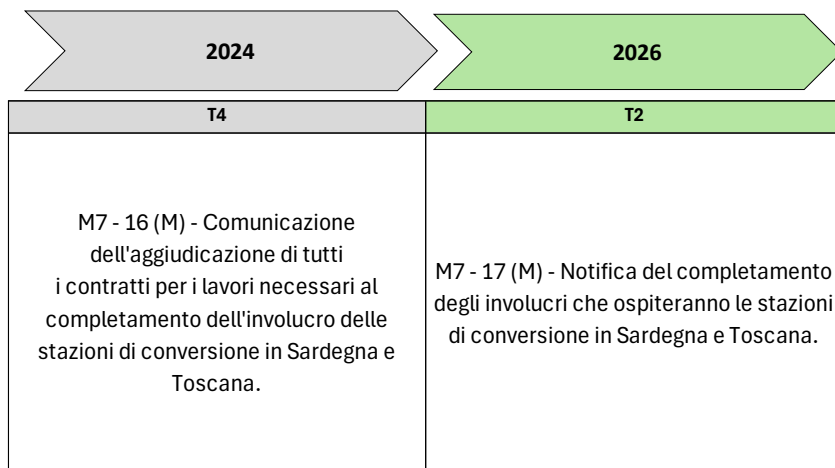 2024
2026
T4
T2
M7 - 16 (M) - Comunicazione
dell'aggiudicazione di tutti
i contratti per i lavori necessari al
completamento dell'involucro delle
stazioni di conversione in Sardegna e
Toscana.
M7 - 17 (M) - Notifica del completamento
degli involucri che ospiteranno le stazioni
di conversione in Sardegna e Toscana.